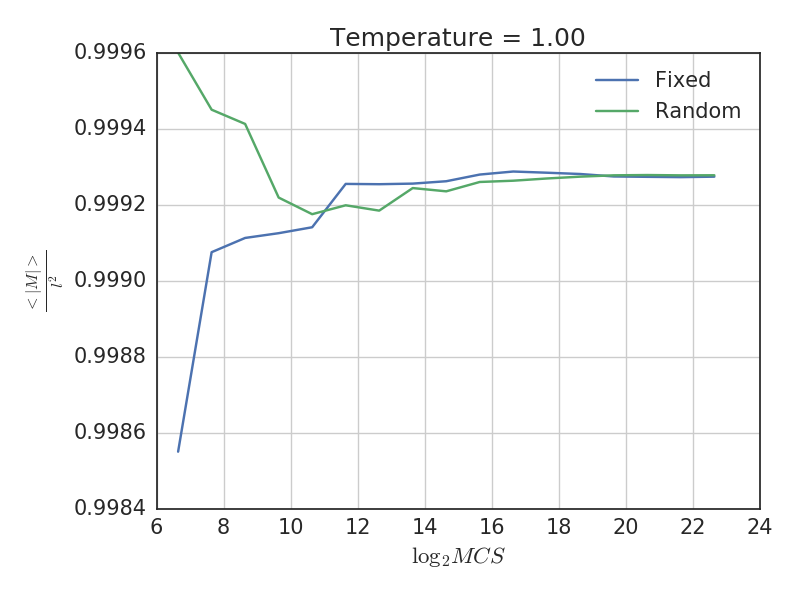 Temperature = 1.00
Fixed
Random
0.9996
0.9994
0.9992
0.9990
0.9988
0.9986
0.9984
<|M|>
l²
6 8 10 12 14 16 18 20 22 24
log₂MCS